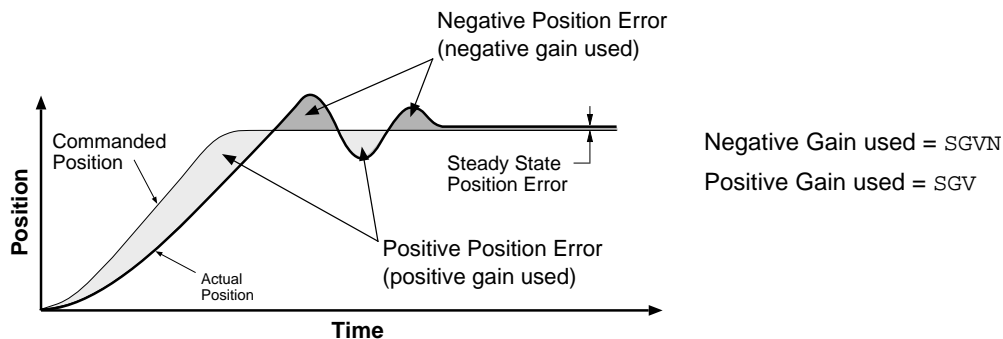 Negative Position Error
(negative gain used)
Commanded
Position
Steady State
Position Error
Negative Gain used = SGVN
Positive Gain used = SGV
Position
Positive Position Error
(positive gain used)
Actual
Position
Time